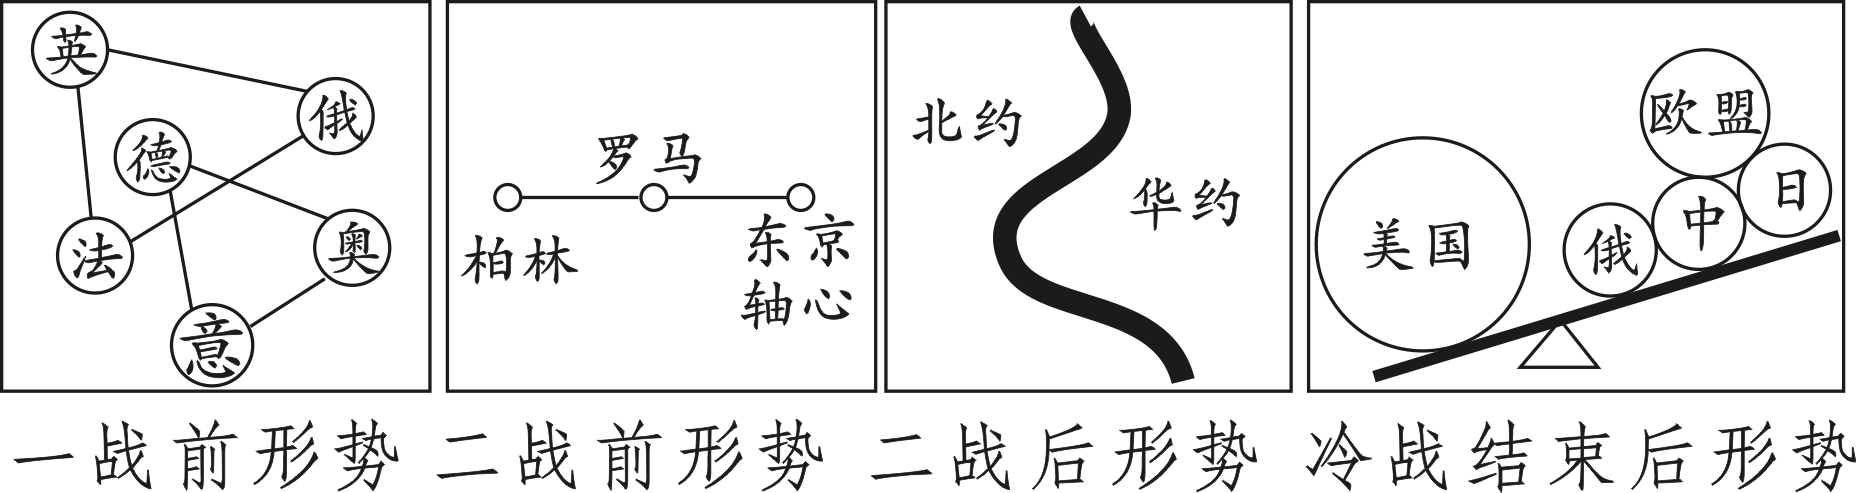 英
俄
德
法
奥
意
一战前形势
罗马
柏林
东京
轴心
二战前形势
北约
华约
二战后形势
欧盟
日
中
俄
美国
冷战结束后形势